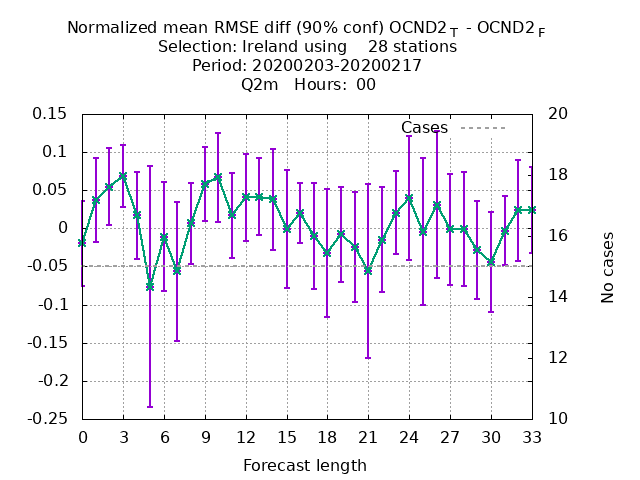 Normalized mean RMSE diff (90% conf) OCND2 T - OCND2 F
Selection: Ireland using 28 stations
Period: 20200203-20200217
Q2m Hours: 00
Cases
0.15
0.1
0.05
0
-0.05
-0.1
-0.15
-0.2
-0.25
20
18
16
14
12
10
No cases
0 3 6 9 12 15 18 21 24 27 30 33
Forecast length